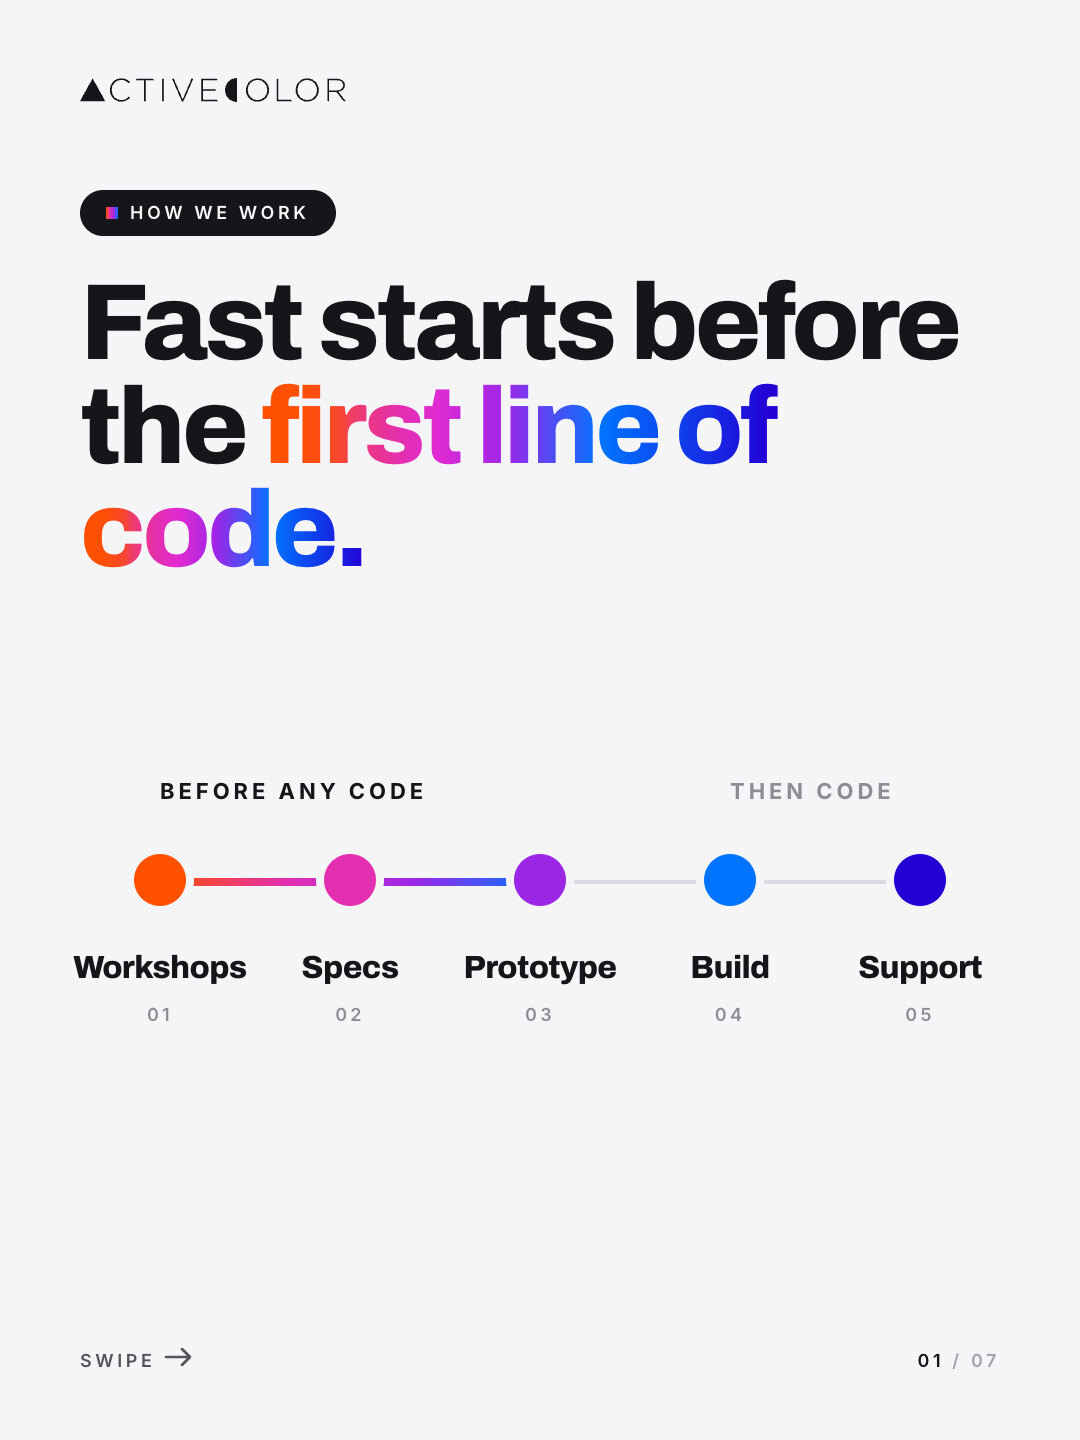 ACTIVECOLOR
HOW WE WORK
Fast starts before
the first line of
code.
BEFORE ANY CODE
THEN CODE
Workshops
Specs
Prototype
Build
Support
01
02
03
04
05
SWIPE →
01 / 07